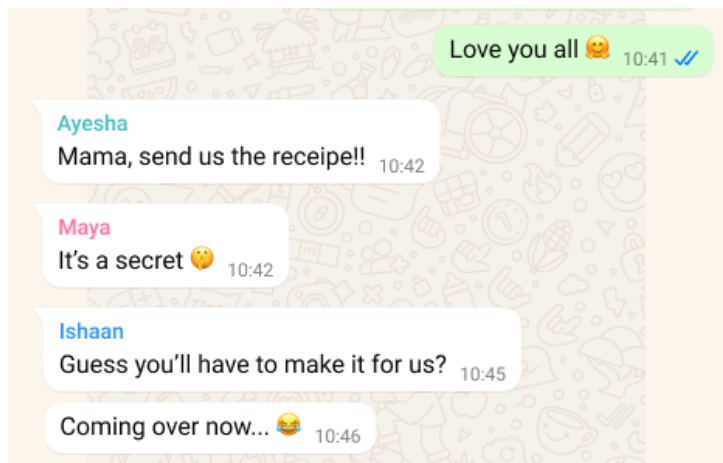 Love you all 🤗 10:41
Ayesha
Mama, send us the receipe!! 10:42
Maya
It's a secret 🤫 10:42
Ishaan
Guess you'll have to make it for us? 10:45
Coming over now... 😂 10:46